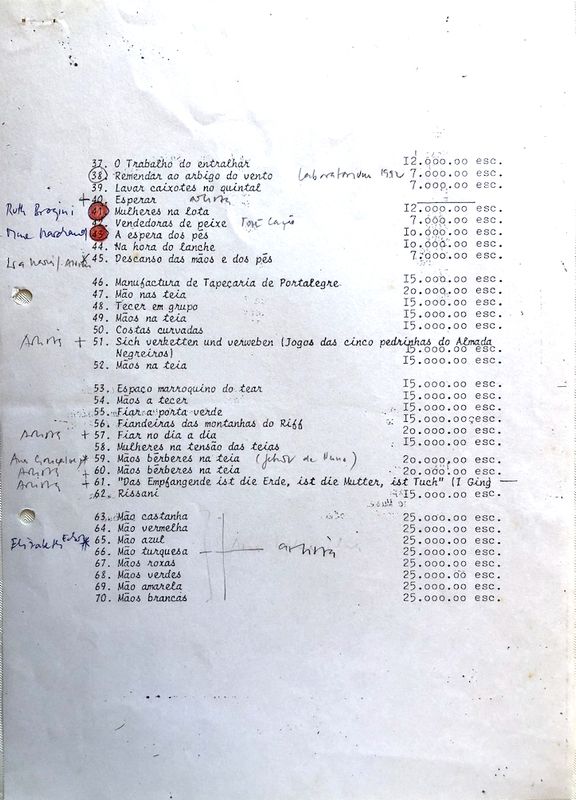 37. O Trabalho do entralhar 12.000.00 esc.
38. Remendar ao arbigo do vento Laboratorium 1982 7.000.00 esc.
39. Lavar caixotes no quintal 7.000.00 esc.
+ 40. Esperar artista
Ruth Brogini 41. Mulheres na lota 12.000.00 esc.
42. Vendedoras de peixe José 7.000.00 esc.
43. A espera dos pés 10.000.00 esc.
44. Na hora do lanche 10.000.00 esc.
45. Descanso das mãos e dos pés 7.000.00 esc.
46. Manufactura de Tapeçaria de Portalegre 15.000.00 esc.
47. Mão nas teia 20.000.00 esc.
48. Tecer em grupo 15.000.00 esc.
49. Mãos na teia 15.000.00 esc.
50. Costas curvadas 15.000.00 esc.
Artista + 51. Sich verketten und verweben (Jogos das cinco pedrinhas do Almada
Negreiros) 15.000.00 esc.
52. Mãos na teia 15.000.00 esc.
53. Espaço marroquino do tear 15.000.00 esc.
54. Mãos a tecer 15.000.00 esc.
55. Fiar a porta verde 15.000.00 esc.
56. Fiandeiras das montanhas do Riff 15.000.00 esc.
Artista + 57. Fiar no dia a dia 20.000.00 esc.
58. Mulheres na tensão das teias 15.000.00 esc.
59. Mãos bèrberes na teia 20.000.00 esc.
Artista + 60. Mãos bèrberes na teia 20.000.00 esc.
Artista + 61. "Das Empfangende ist die Erde, ist die Mutter, ist Tuch" (I Ging —
62. Rissani 15.000.00 esc.
63. Mão castanha 25.000.00 esc.
64. Mão vermelha 25.000.00 esc.
65. Mão azul 25.000.00 esc.
66. Mão turquesa artista 25.000.00 esc.
67. Mãos roxas 25.000.00 esc.
68. Mãos verdes 25.000.00 esc.
69. Mão amarela 25.000.00 esc.
70. Mãos brancas 25.000.00 esc.